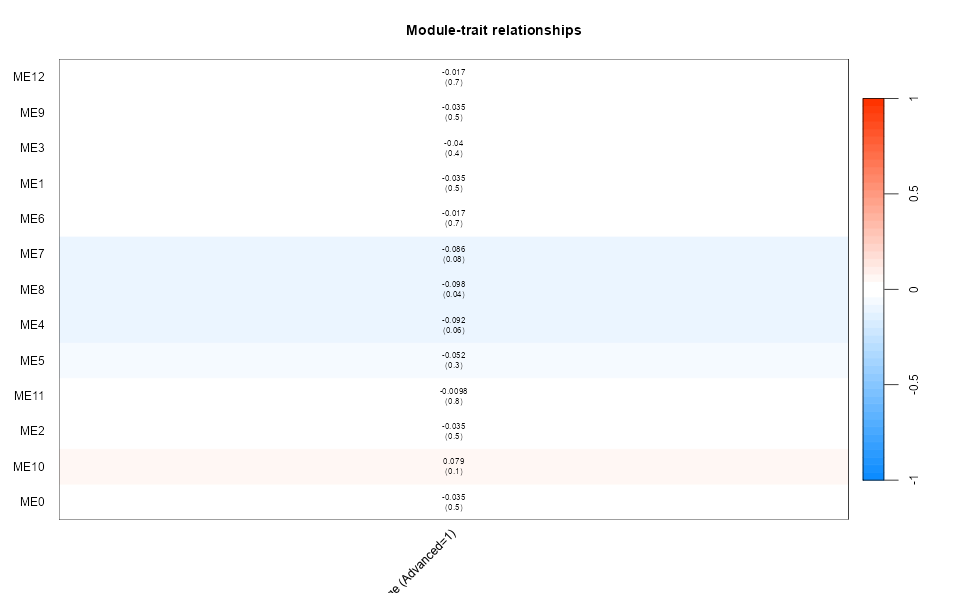 Module-trait relationships
ME12
-0.017
(0.7)
ME9
-0.035
(0.5)
ME3
-0.04
(0.4)
ME1
-0.035
(0.5)
ME6
-0.017
(0.7)
ME7
-0.086
(0.08)
ME8
-0.098
(0.04)
ME4
-0.092
(0.06)
ME5
-0.052
(0.3)
ME11
-0.0098
(0.8)
ME2
-0.035
(0.5)
ME10
0.079
(0.1)
ME0
-0.035
(0.5)
1
0.5
0
-0.5
-1
ge (Advanced=1)